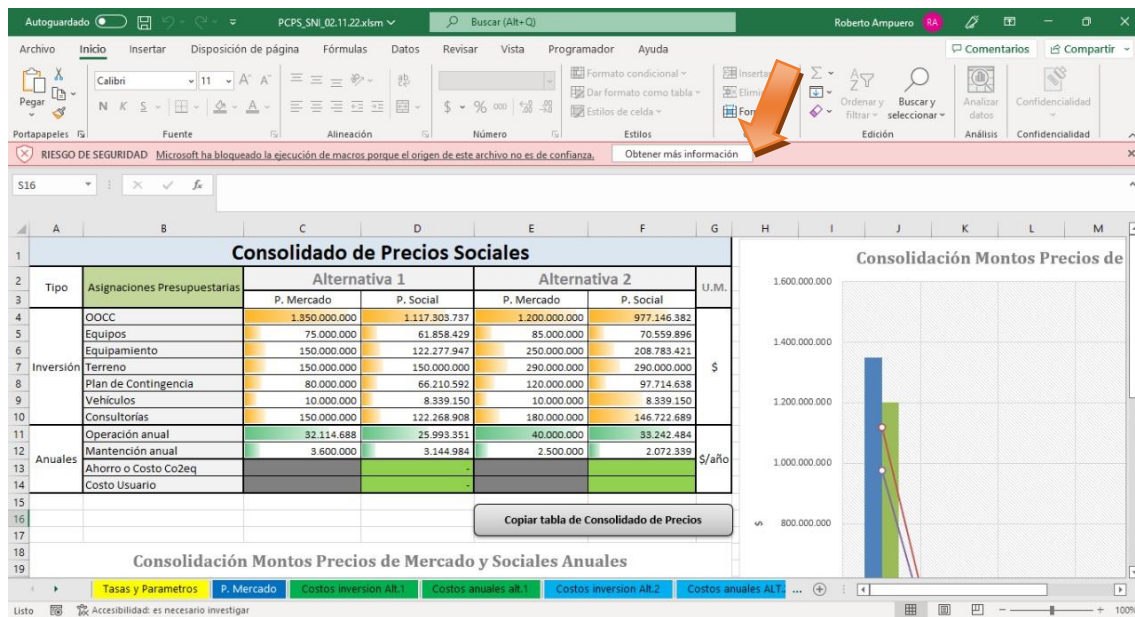 Autoguardado PCPS_SNI_02.11.22.xlsm Buscar (Alt+Q) Roberto Ampuero RA
Archivo Inicio Insertar Disposición de página Fórmulas Datos Revisar Vista Programador Ayuda Comentarios Compartir
Pegar
Calibri 11
N K S
Formato condicional
Dar formato como tabla
Estilos de celda
Ordenar y filtrar
Buscar y seleccionar
Analizar datos
Confidencialidad
Portapapeles Fuente Alineación Número Estilos Edición Análisis Confidencialidad
RIESGO DE SEGURIDAD Microsoft ha bloqueado la ejecución de macros porque el origen de este archivo no es de confianza. Obtener más información
S16 fx
A B C D E F G H I J K L M
1 Consolidado de Precios Sociales
2 Tipo Asignaciones Presupuestarias Alternativa 1 Alternativa 2 U.M.
3 P. Mercado P. Social P. Mercado P. Social
4 OOCC 1.350.000.000 1.117.303.737 1.200.000.000 977.146.382
5 Equipos 75.000.000 61.858.429 85.000.000 70.559.896
6 Equipamiento 150.000.000 122.277.947 250.000.000 208.783.421
7 Inversión Terreno 150.000.000 150.000.000 290.000.000 290.000.000 $
8 Plan de Contingencia 80.000.000 66.210.592 120.000.000 97.714.638
9 Vehículos 10.000.000 8.339.150 10.000.000 8.339.150
10 Consultorías 150.000.000 122.268.908 180.000.000 146.722.689
11 Operación anual 32.114.688 25.993.351 40.000.000 33.242.484
12 Anuales Mantención anual 3.600.000 3.144.984 2.500.000 2.072.339 $/año
13 Ahorro o Costo Co2eq -
14 Costo Usuario -
15
16 Copiar tabla de Consolidado de Precios
17
18 Consolidación Montos Precios de Mercado y Sociales Anuales
19
Consolidación Montos Precios de
1.600.000.000
1.400.000.000
1.200.000.000
1.000.000.000
$ 800.000.000
Tasas y Parametros P. Mercado Costos inversion Alt.1 Costos anuales alt.1 Costos inversion Alt.2 Costos anuales ALT. ...
Listo Accesibilidad: es necesario investigar 100%